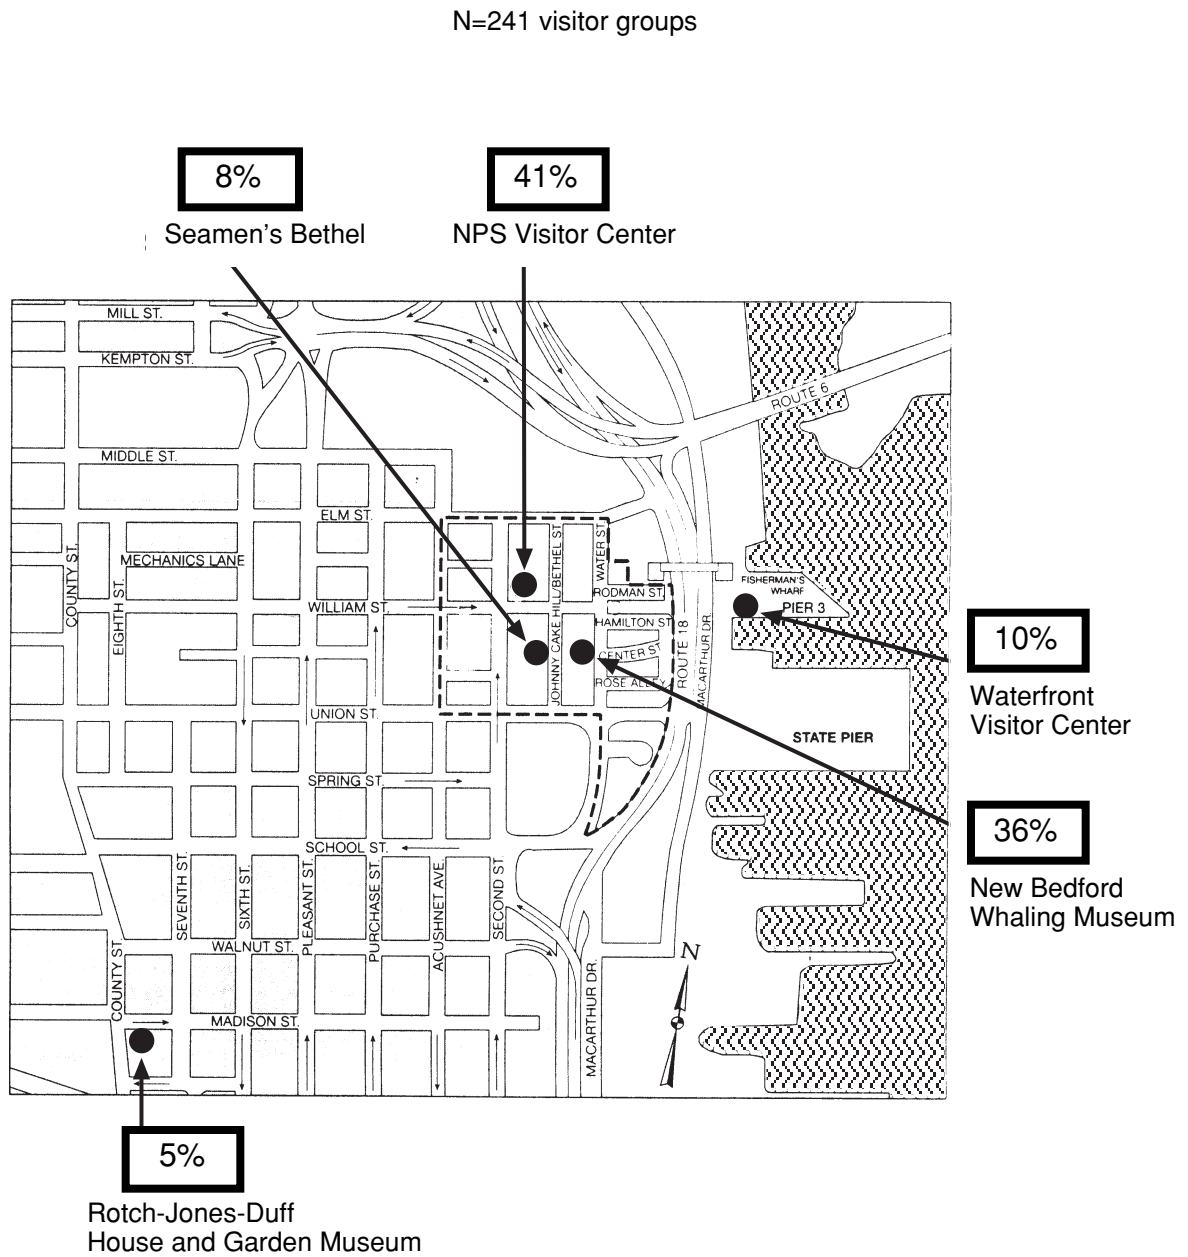 N=241 visitor groups
8%
41%
Seamen's Bethel
NPS Visitor Center
MILL ST.
KEMPTON ST.
ROUTE 6
MIDDLE ST.
ELM ST.
COUNTY ST.
EIGHTH ST.
MECHANICS LANE
JOHNNY CAKE HILL/BETHEL ST
WATER ST.
FISHERMAN'S
WHARF
PIER 3
RODMAN ST.
WILLIAM ST.
HAMILTON ST
CENTER ST
ROSE ALLEY
ROUTE 18
MACARTHUR DR.
10%
Waterfront
Visitor Center
UNION ST.
STATE PIER
SPRING ST.
36%
New Bedford
Whaling Museum
SCHOOL ST.
SEVENTH ST.
SIXTH ST.
PLEASANT ST.
PURCHASE ST.
ACUSHNET AVE.
SECOND ST.
WALNUT ST.
COUNTY ST.
N
MADISON ST.
MACARTHUR DR.
5%
Rotch-Jones-Duff
House and Garden Museum